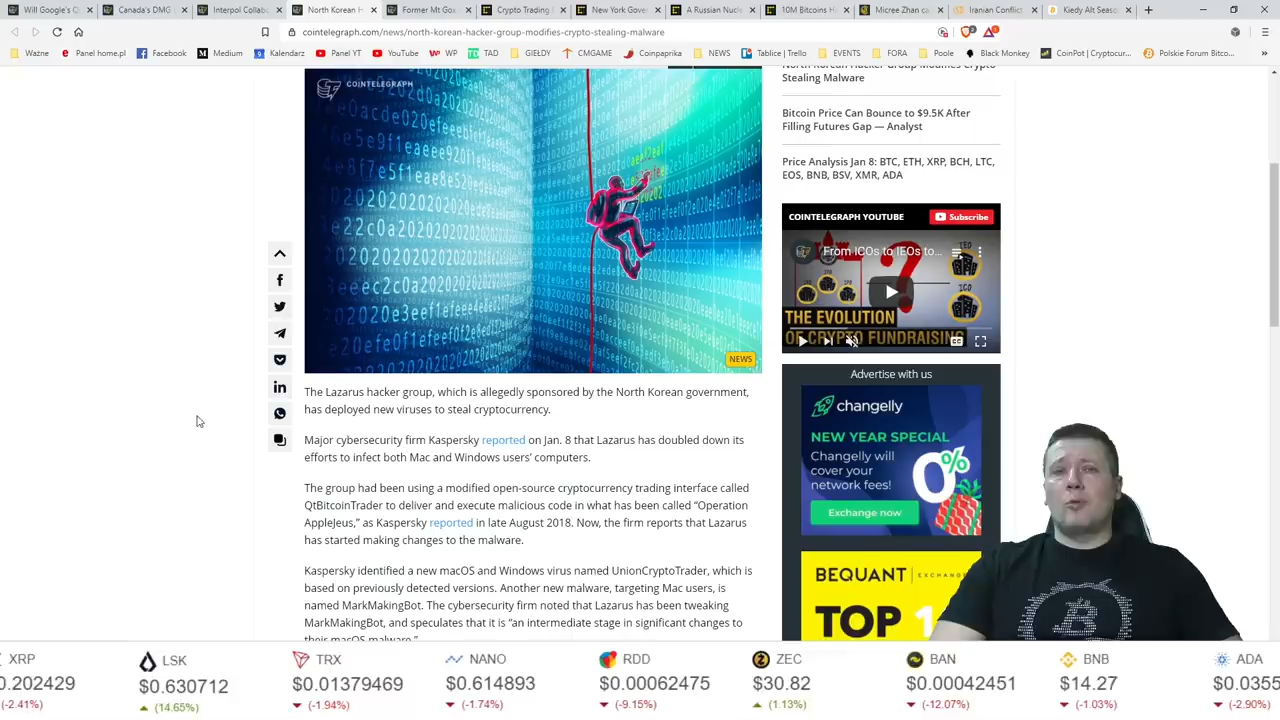 Will Google's Q
Canada's DMG
Interpol Collab
North Korean H
Former Mt Go
Crypto Trading
New York Gove
A Russian Nucle
10M Bitcoins Ha
Micree Zhan ca
Iranian Conflict
Kiedy Alt Seaso
cointelegraph.com/news/north-korean-hacker-group-modifies-crypto-stealing-malware
Ważne
Panel home.pl
Facebook
Medium
Kalendarz
Panel YT
YouTube
WP
TAD
GIEŁDY
CMGAME
Coinpaprika
NEWS
Tablice | Trello
EVENTS
FORA
Poole
Black Monkey
CoinPot | Cryptocur...
Polskie Forum Bitco...
COINTELEGRAPH
NEWS
The Lazarus hacker group, which is allegedly sponsored by the North Korean government,
has deployed new viruses to steal cryptocurrency.
Major cybersecurity firm Kaspersky reported on Jan. 8 that Lazarus has doubled down its
efforts to infect both Mac and Windows users' computers.
The group had been using a modified open-source cryptocurrency trading interface called
QtBitcoinTrader to deliver and execute malicious code in what has been called “Operation
AppleJeus,” as Kaspersky reported in late August 2018. Now, the firm reports that Lazarus
has started making changes to the malware.
Kaspersky identified a new macOS and Windows virus named UnionCryptoTrader, which is
based on previously detected versions. Another new malware, targeting Mac users, is
named MarkMakingBot. The cybersecurity firm noted that Lazarus has been tweaking
MarkMakingBot, and speculates that it is “an intermediate stage in significant changes to
their macOS malware.”
North Korean Hacker Group Modifies Crypto
Stealing Malware
Bitcoin Price Can Bounce to $9.5K After
Filling Futures Gap — Analyst
Price Analysis Jan 8: BTC, ETH, XRP, BCH, LTC,
EOS, BNB, BSV, XMR, ADA
COINTELEGRAPH YOUTUBE
Subscribe
From ICOs to IEOs to...
IEO
ICO
THE EVOLUTION
OF CRYPTO FUNDRAISING
Advertise with us
changelly
NEW YEAR SPECIAL
Changelly will
cover your
network fees!
0%
Exchange now
BEQUANT | EXCHANGE
TOP 1
XRP
0.202429
(-2.41%)
LSK
$0.630712
(14.65%)
TRX
$0.01379469
(-1.94%)
NANO
$0.614893
(-1.74%)
RDD
$0.00062475
(-9.15%)
ZEC
$30.82
(1.13%)
BAN
$0.00042451
(-12.07%)
BNB
$14.27
(-1.03%)
ADA
$0.0355
(-2.90%)